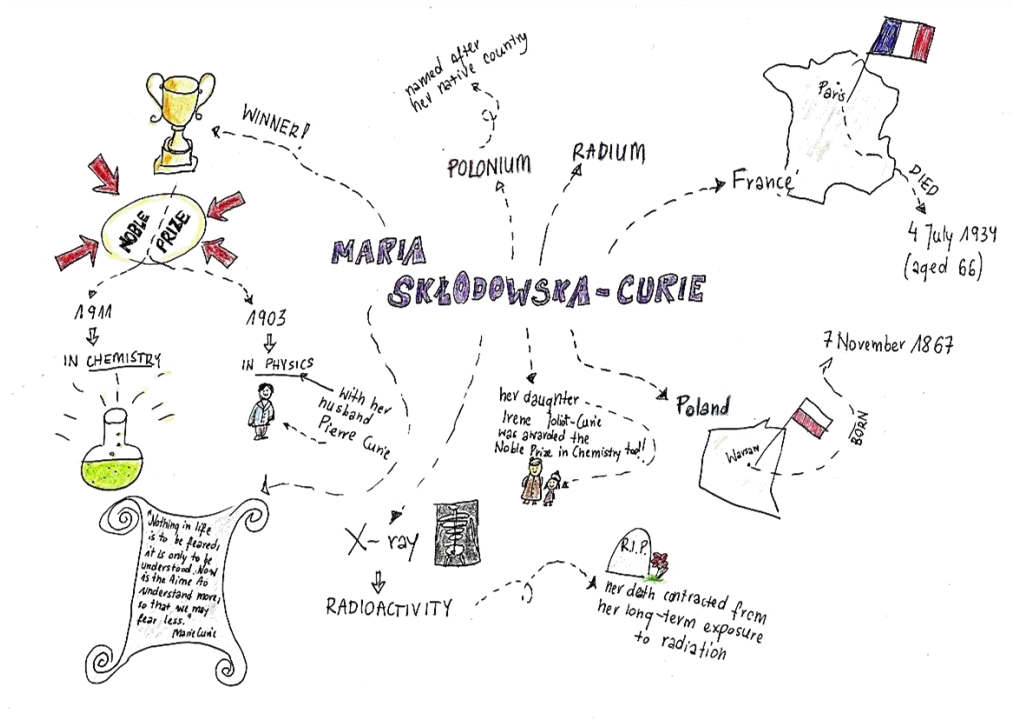 MARIA
SKŁODOWSKA-CURIE
WINNER!
NOBLE
PRIZE
1911
IN CHEMISTRY
1903
IN PHYSICS
with her
husband
Pierre Curie
"Nothing in life
is to be feared,
it is only to be
understood. Now
is the time to
understand more,
so that we may
fear less."
Marie Curie
named after
her native country
POLONIUM
RADIUM
France
Paris
DIED
4 July 1934
(aged 66)
7 November 1867
BORN
Poland
Warsaw
her daughter
Irene Joliot-Curie
was awarded the
Noble Prize in Chemistry too!!
X-ray
RADIOACTIVITY
R.I.P.
her death contracted from
her long-term exposure
to radiation